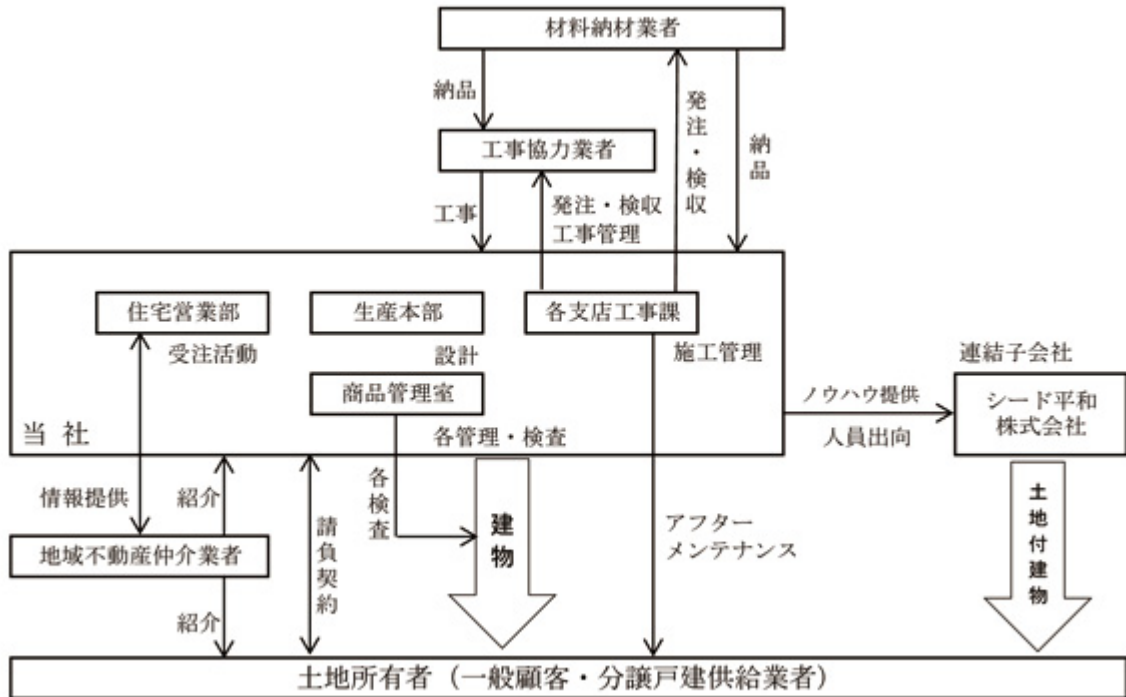 材料納材業者
納品
発注・検収
納品
工事協力業者
工事
発注・検収
工事管理
住宅営業部
生産本部
各支店工事課
受注活動
設計
施工管理
連結子会社
商品管理室
ノウハウ提供
シード平和
株式会社
当社
各管理・検査
人員出向
情報提供
紹介
請負契約
各検査
建物
アフター
メンテナンス
土地付建物
地域不動産仲介業者
紹介
土地所有者（一般顧客・分譲戸建供給業者）